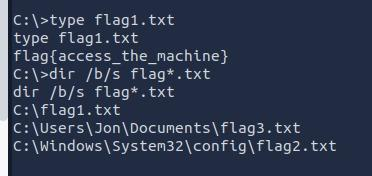 C:\>type flag1.txt
type flag1.txt
flag{access_the_machine}
C:\>dir /b/s flag*.txt
dir /b/s flag*.txt
C:\flag1.txt
C:\Users\Jon\Documents\flag3.txt
C:\Windows\System32\config\flag2.txt